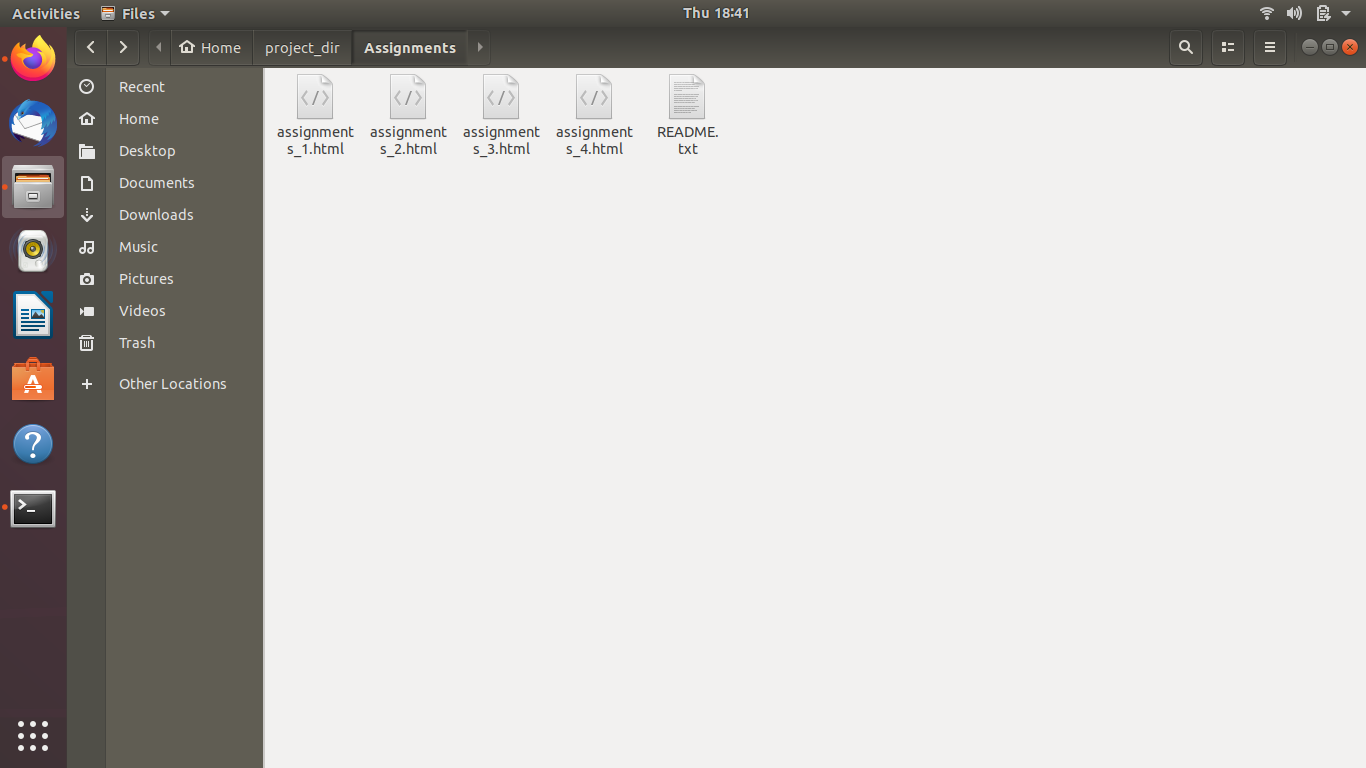 Activities
Files
Thu 18:41
Home
project_dir
Assignments
Recent
Home
Desktop
Documents
Downloads
Music
Pictures
Videos
Trash
Other Locations
assignment
s_1.html
assignment
s_2.html
assignment
s_3.html
assignment
s_4.html
README.
txt